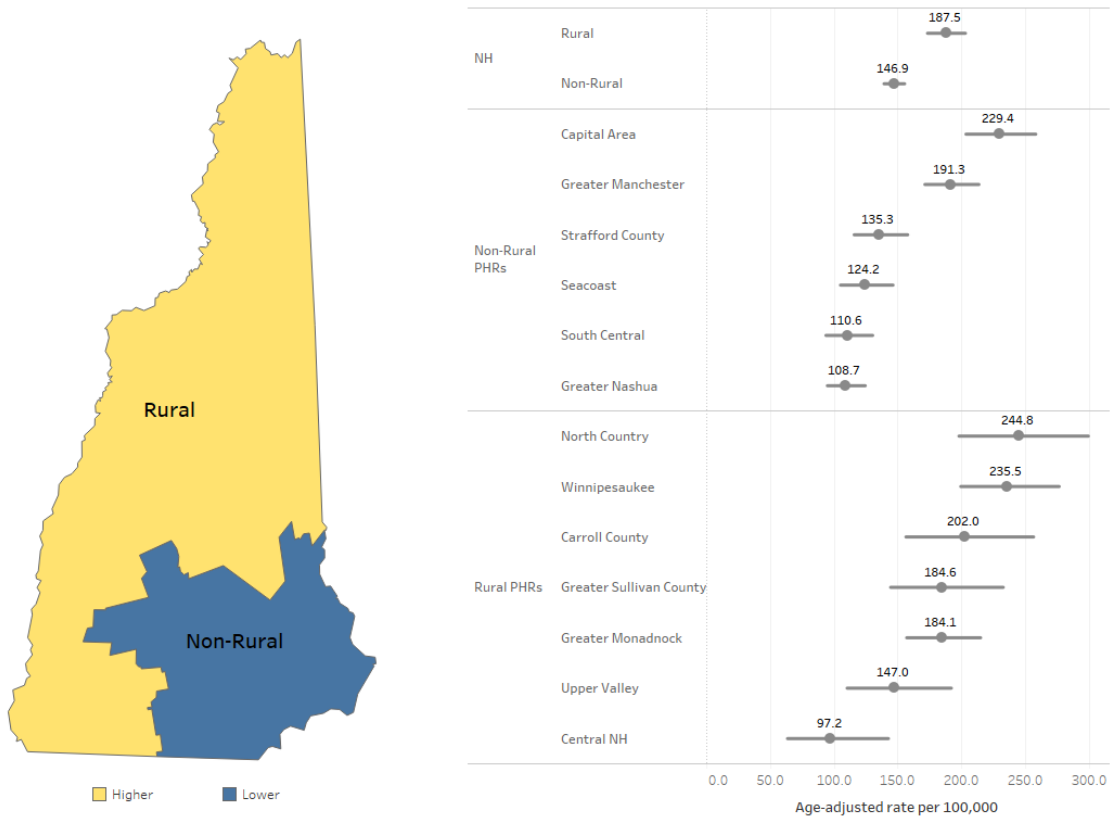 Rural
Non-Rural
Higher
Lower
NH
Rural
187.5
Non-Rural
146.9
Non-Rural
PHRs
Capital Area
229.4
Greater Manchester
191.3
Strafford County
135.3
Seacoast
124.2
South Central
110.6
Greater Nashua
108.7
Rural PHRs
North Country
244.8
Winnipesaukee
235.5
Carroll County
202.0
Greater Sullivan County
184.6
Greater Monadnock
184.1
Upper Valley
147.0
Central NH
97.2
0.0 50.0 100.0 150.0 200.0 250.0 300.0
Age-adjusted rate per 100,000